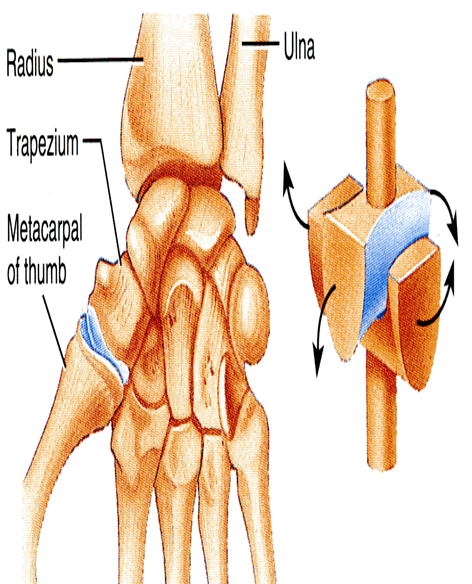 Ulna
Radius
Trapezium
Metacarpal
of thumb